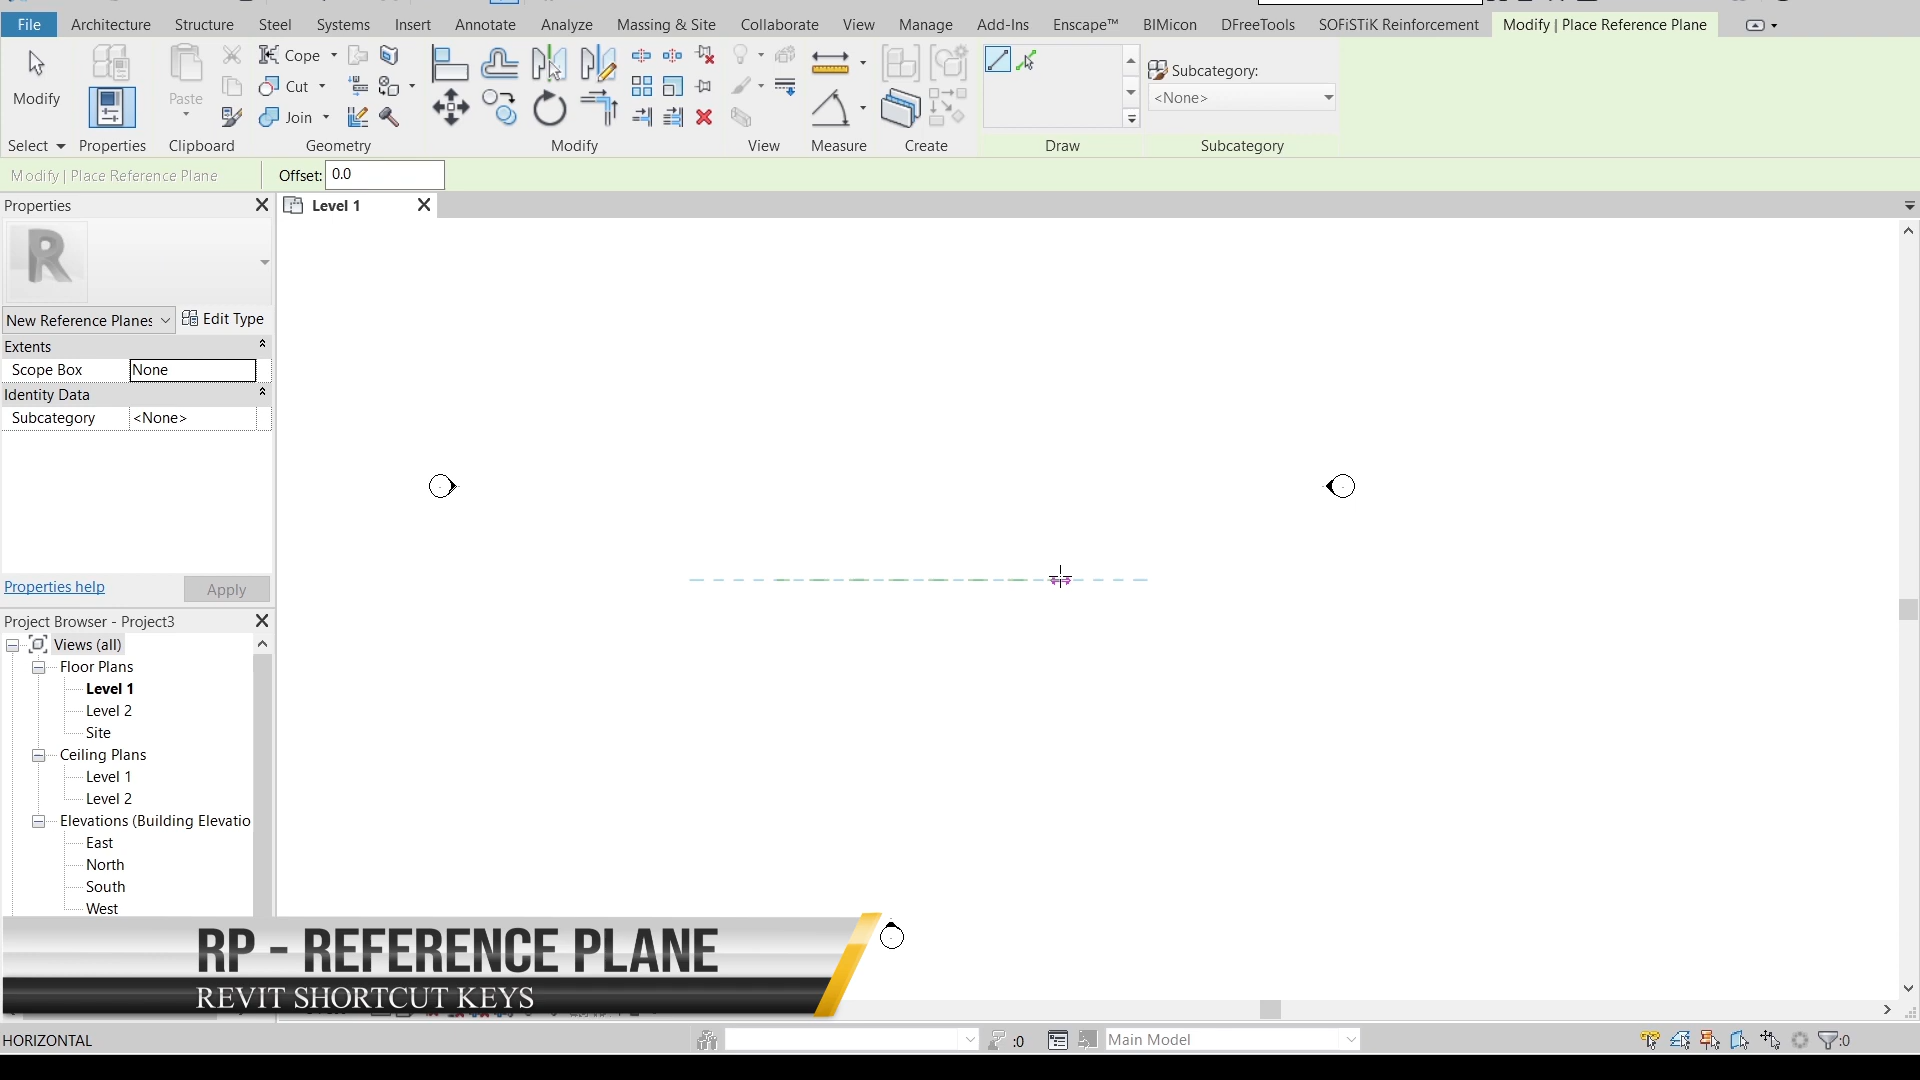 File Architecture Structure Steel Systems Insert Annotate Analyze Massing & Site Collaborate View Manage Add-Ins Enscape™ BIMicon DFreeTools SOFiSTiK Reinforcement Modify | Place Reference Plane
Cope
Subcategory:
Modify Paste Cut <None>
Join
Select Properties Clipboard Geometry Modify View Measure Create Draw Subcategory
Modify | Place Reference Plane Offset: 0.0
Properties Level 1
R
New Reference Planes Edit Type
Extents
Scope Box None
Identity Data
Subcategory <None>
Properties help Apply
Project Browser - Project3
Views (all)
Floor Plans
Level 1
Level 2
Site
Ceiling Plans
Level 1
Level 2
Elevations (Building Elevatio
East
North
South
West
RP - REFERENCE PLANE
REVIT SHORTCUT KEYS
HORIZONTAL :0 Main Model :0